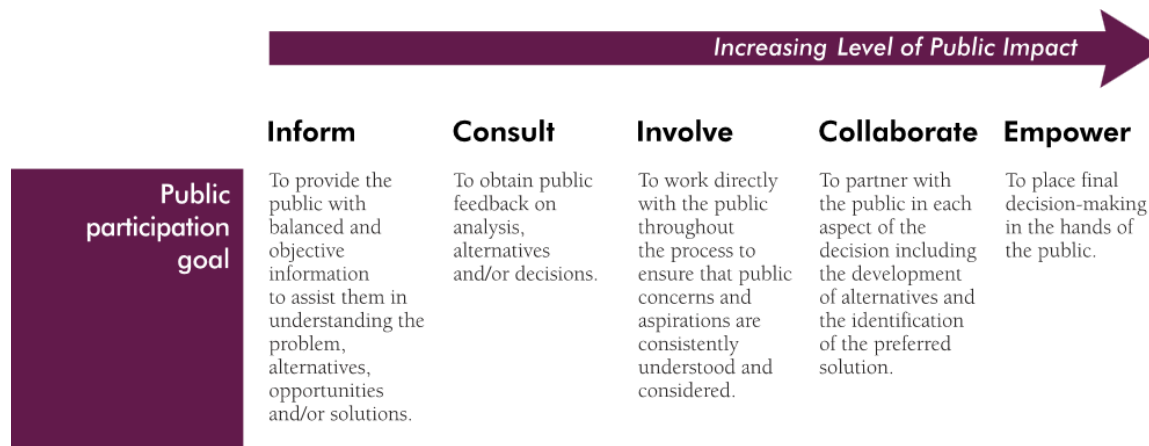 Increasing Level of Public Impact
Inform
Consult
Involve
Collaborate
Empower
Public
participation
goal
To provide the
public with
balanced and
objective
information
to assist them in
understanding the
problem,
alternatives,
opportunities
and/or solutions.
To obtain public
feedback on
analysis,
alternatives
and/or decisions.
To work directly
with the public
throughout
the process to
ensure that public
concerns and
aspirations are
consistently
understood and
considered.
To partner with
the public in each
aspect of the
decision including
the development
of alternatives and
the identification
of the preferred
solution.
To place final
decision-making
in the hands of
the public.